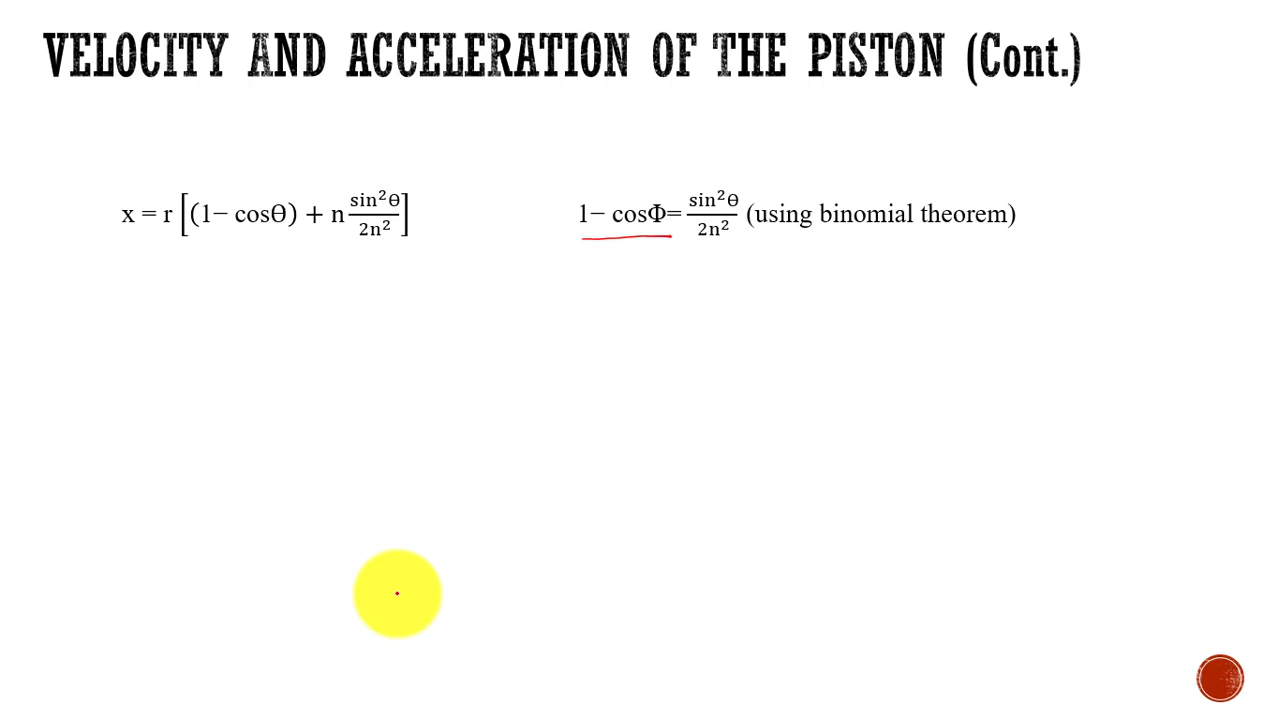 VELOCITY AND ACCELERATION OF THE PISTON (Cont.)
x = r [(1− cosθ) + n sin²θ/2n²]
1− cosΦ= sin²θ/2n² (using binomial theorem)